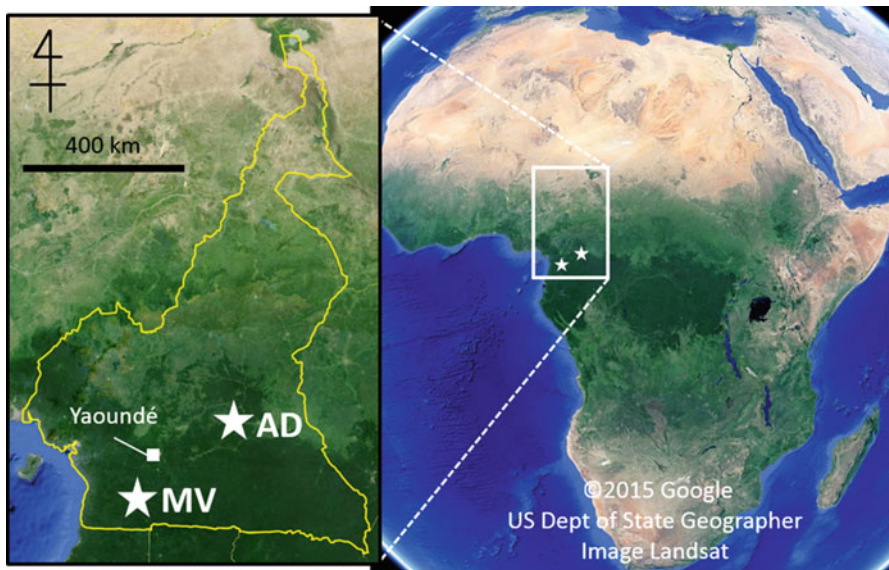 400 km
Yaoundé
AD
MV
©2015 Google
US Dept of State Geographer
Image Landsat